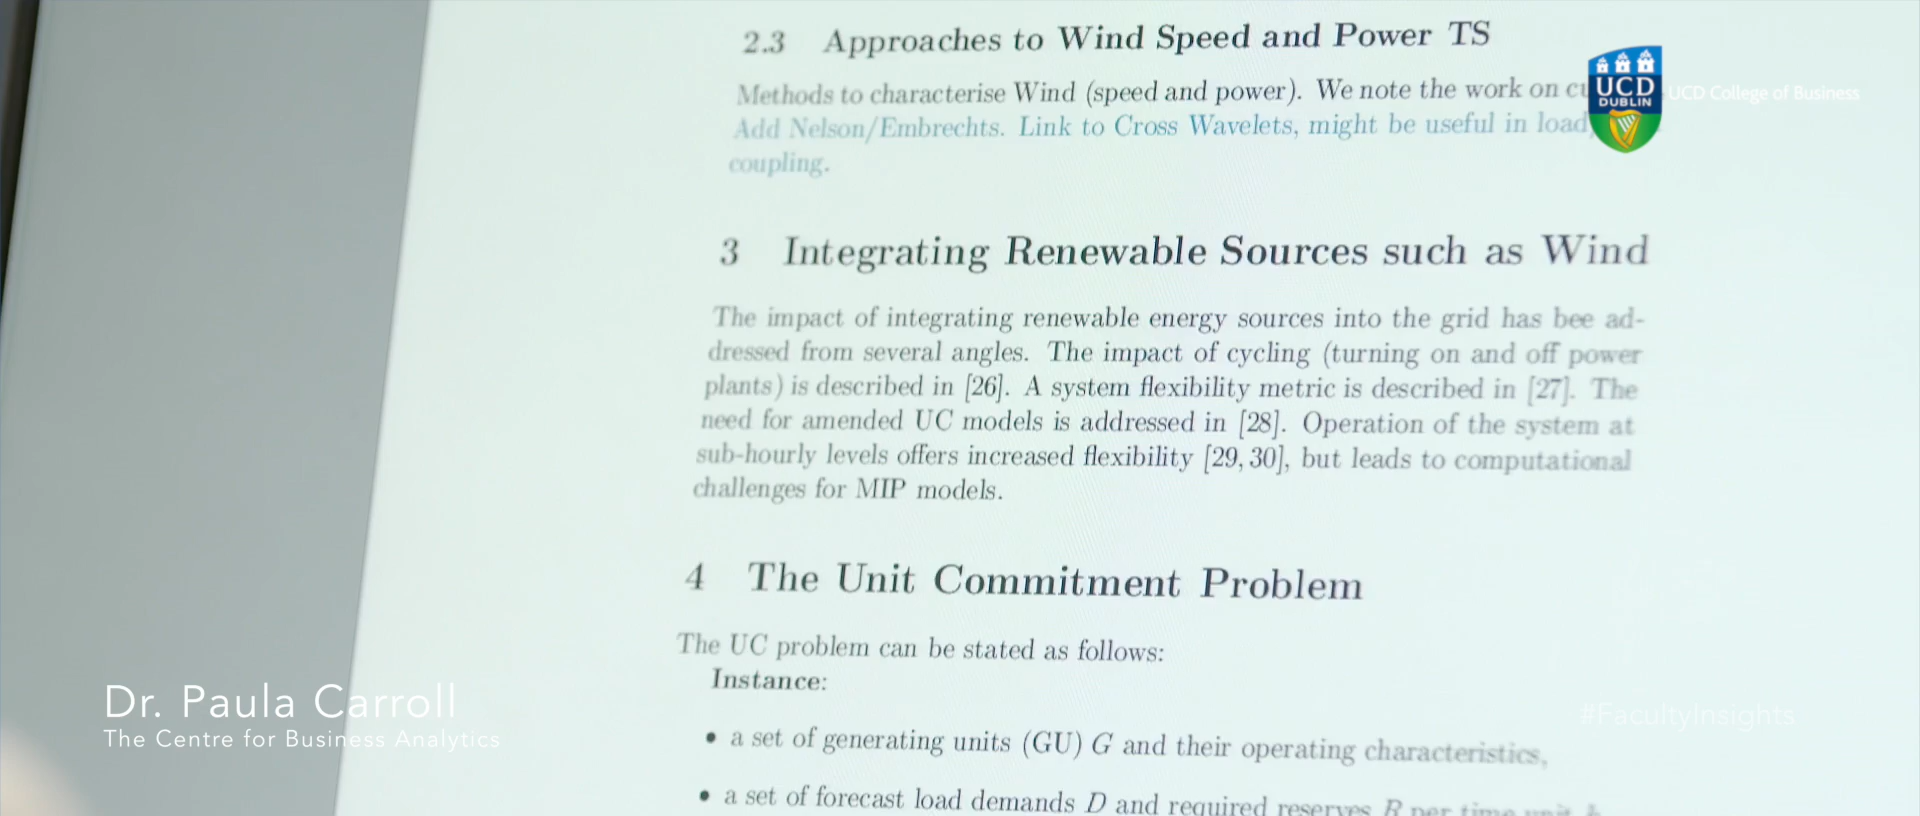 2.3 Approaches to Wind Speed and Power TS
Methods to characterise Wind (speed and power). We note the work on
Add Nelson/Embrechts. Link to Cross Wavelets, might be useful in load
coupling.
UCD
DUBLIN
UCD College of Business
3 Integrating Renewable Sources such as Wind
The impact of integrating renewable energy sources into the grid has bee ad-
dressed from several angles. The impact of cycling (turning on and off power
plants) is described in [26]. A system flexibility metric is described in [27]. The
need for amended UC models is addressed in [28]. Operation of the system at
sub-hourly levels offers increased flexibility [29, 30], but leads to computational
challenges for MIP models.
4 The Unit Commitment Problem
The UC problem can be stated as follows:
Instance:
• a set of generating units (GU) G and their operating characteristics,
• a set of forecast load demands D and required reserves R per time unit
Dr. Paula Carroll
The Centre for Business Analytics
#FacultyInsights